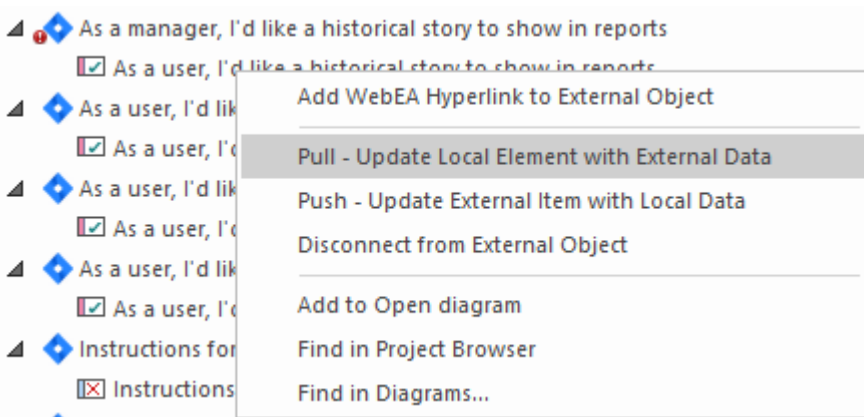 As a manager, I'd like a historical story to show in reports
As a user, I'd like a historical story to show in reports
As a user, I'd lik
As a user, I'd
As a user, I'd lik
As a user, I'd
As a user, I'd lik
As a user, I'd
Instructions for
Instructions
Add WebEA Hyperlink to External Object
Pull - Update Local Element with External Data
Push - Update External Item with Local Data
Disconnect from External Object
Add to Open diagram
Find in Project Browser
Find in Diagrams...